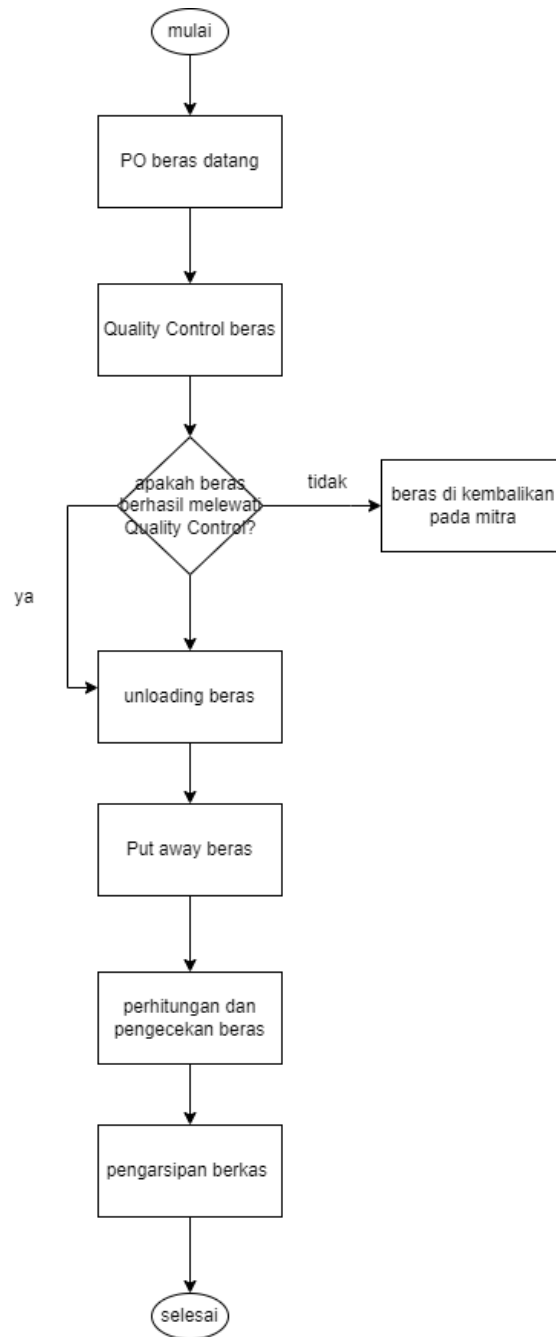 mulai
PO beras datang
Quality Control beras
apakah beras
berhasil melewati
Quality Control?
tidak
beras di kembalikan
pada mitra
ya
unloading beras
Put away beras
perhitungan dan
pengecekan beras
pengarsipan berkas
selesai